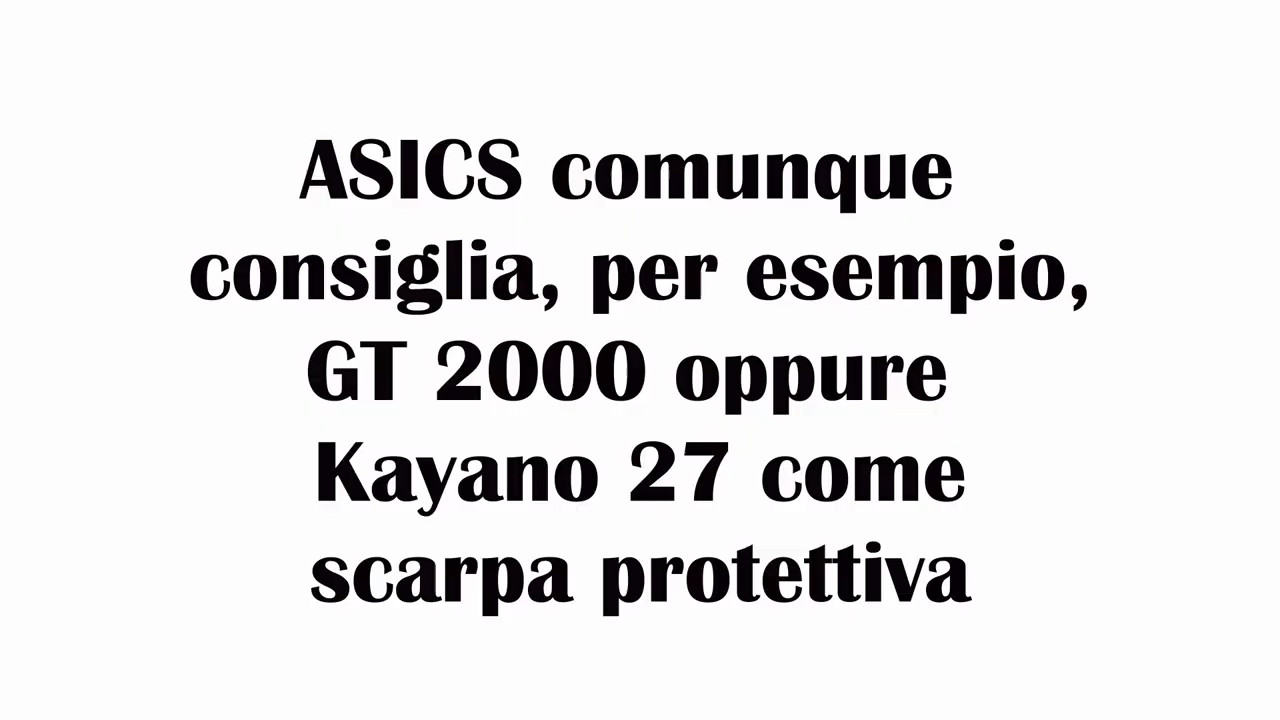 ASICS comunque
consiglia, per esempio,
GT 2000 oppure
Kayano 27 come
scarpa protettiva